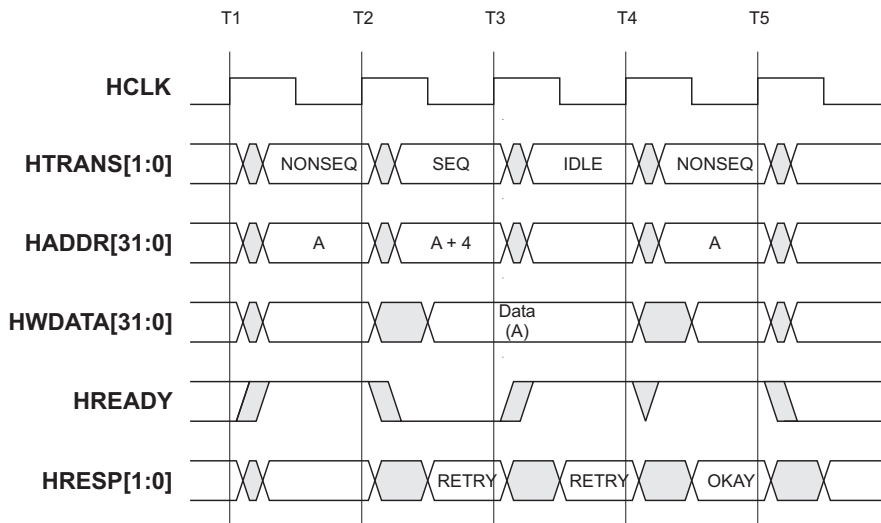 T1 T2 T3 T4 T5
HCLK
HTRANS[1:0] NONSEQ SEQ IDLE NONSEQ
HADDR[31:0] A A + 4 A
HWDATA[31:0] Data
(A)
HREADY
HRESP[1:0] RETRY RETRY OKAY